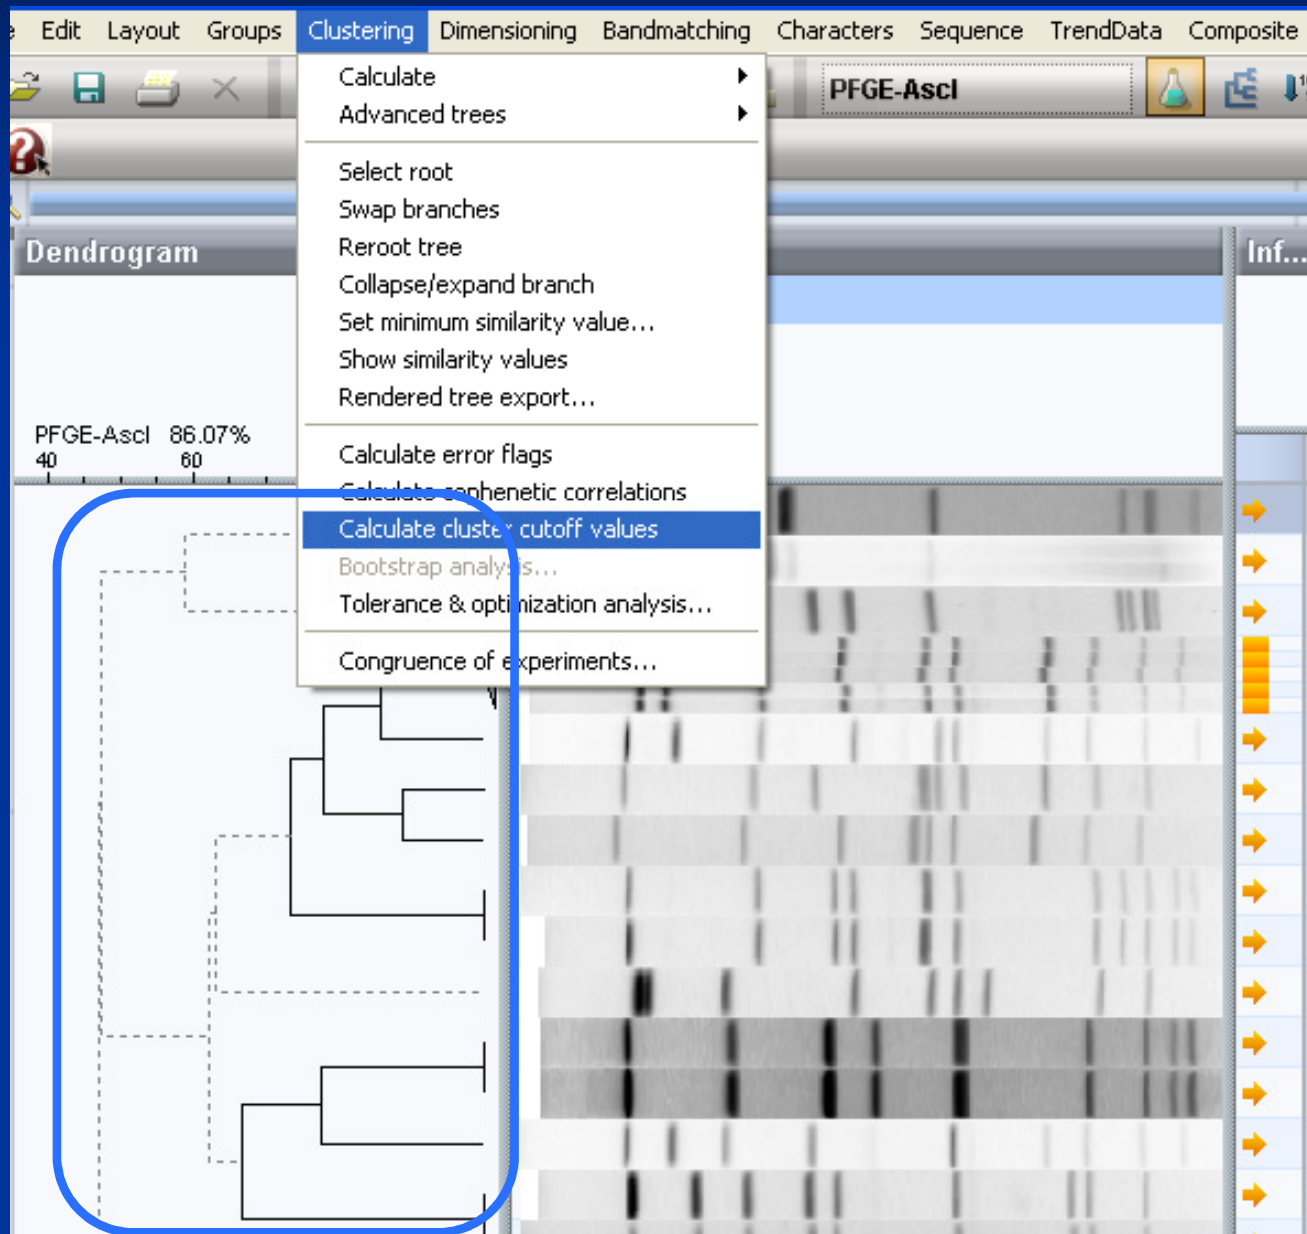 Edit Layout Groups Clustering Dimensioning Bandmatching Characters Sequence TrendData Composite
PFGE-AscI
Calculate
Advanced trees
Select root
Swap branches
Reroot tree
Collapse/expand branch
Set minimum similarity value...
Show similarity values
Rendered tree export...
Calculate error flags
Calculate cophenetic correlations
Calculate cluster cutoff values
Bootstrap analysis...
Tolerance & optimization analysis...
Congruence of experiments...
Dendrogram
Inf...
PFGE-AscI 86.07%
40 60